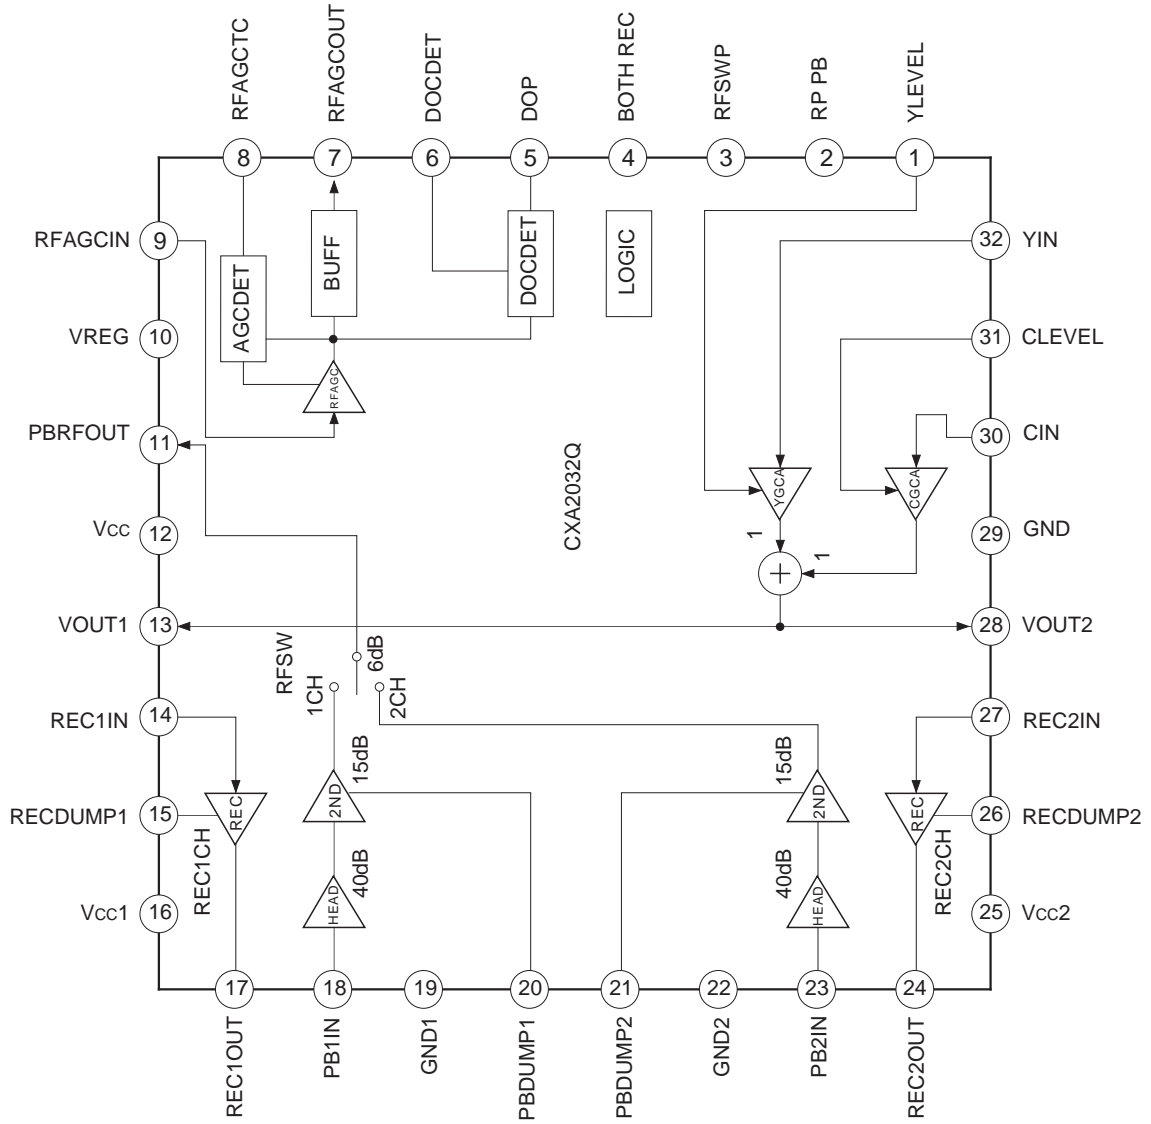 RFAGCTC
RFAGCOUT
DOCDET
DOP
BOTH REC
RFSWP
RP PB
YLEVEL
8
7
6
5
4
3
2
1
RFAGCIN
9
VREG
10
PBRFOUT
11
Vcc
12
VOUT1
13
REC1IN
14
RECDUMP1
15
Vcc1
16
AGCDET
BUFF
DOCDET
LOGIC
RFAGC
CXA2032Q
YGCA
CGCA
1
1
+
RFSW
6dB
1CH
2CH
15dB
2ND
40dB
HEAD
15dB
2ND
40dB
HEAD
REC
REC1CH
REC
REC2CH
32
YIN
31
CLEVEL
30
CIN
29
GND
28
VOUT2
27
REC2IN
26
RECDUMP2
25
Vcc2
17
18
19
20
21
22
23
24
REC1OUT
PB1IN
GND1
PBDUMP1
PBDUMP2
GND2
PB2IN
REC2OUT